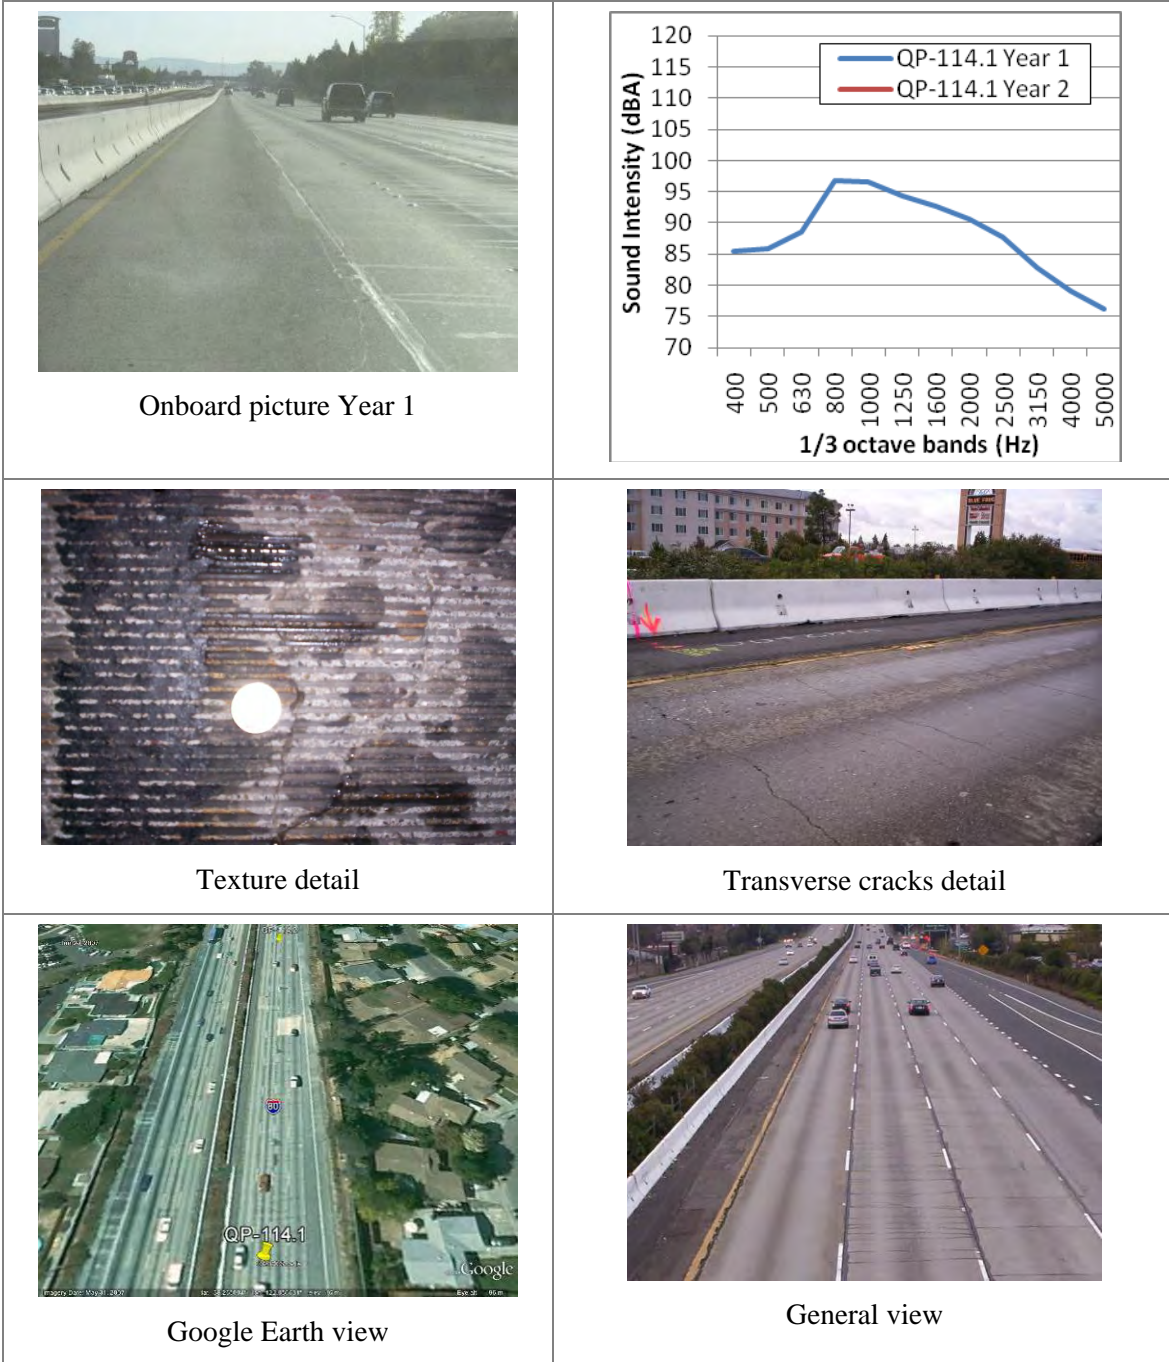 Onboard picture Year 1
120
115
110
105
100
95
90
85
80
75
70
Sound Intensity (dBA)
QP-114.1 Year 1
QP-114.1 Year 2
400
500
630
800
1000
1250
1600
2000
2500
3150
4000
5000
1/3 octave bands (Hz)
Texture detail
Transverse cracks detail
80
QP-114.1
Google
Google Earth view
General view